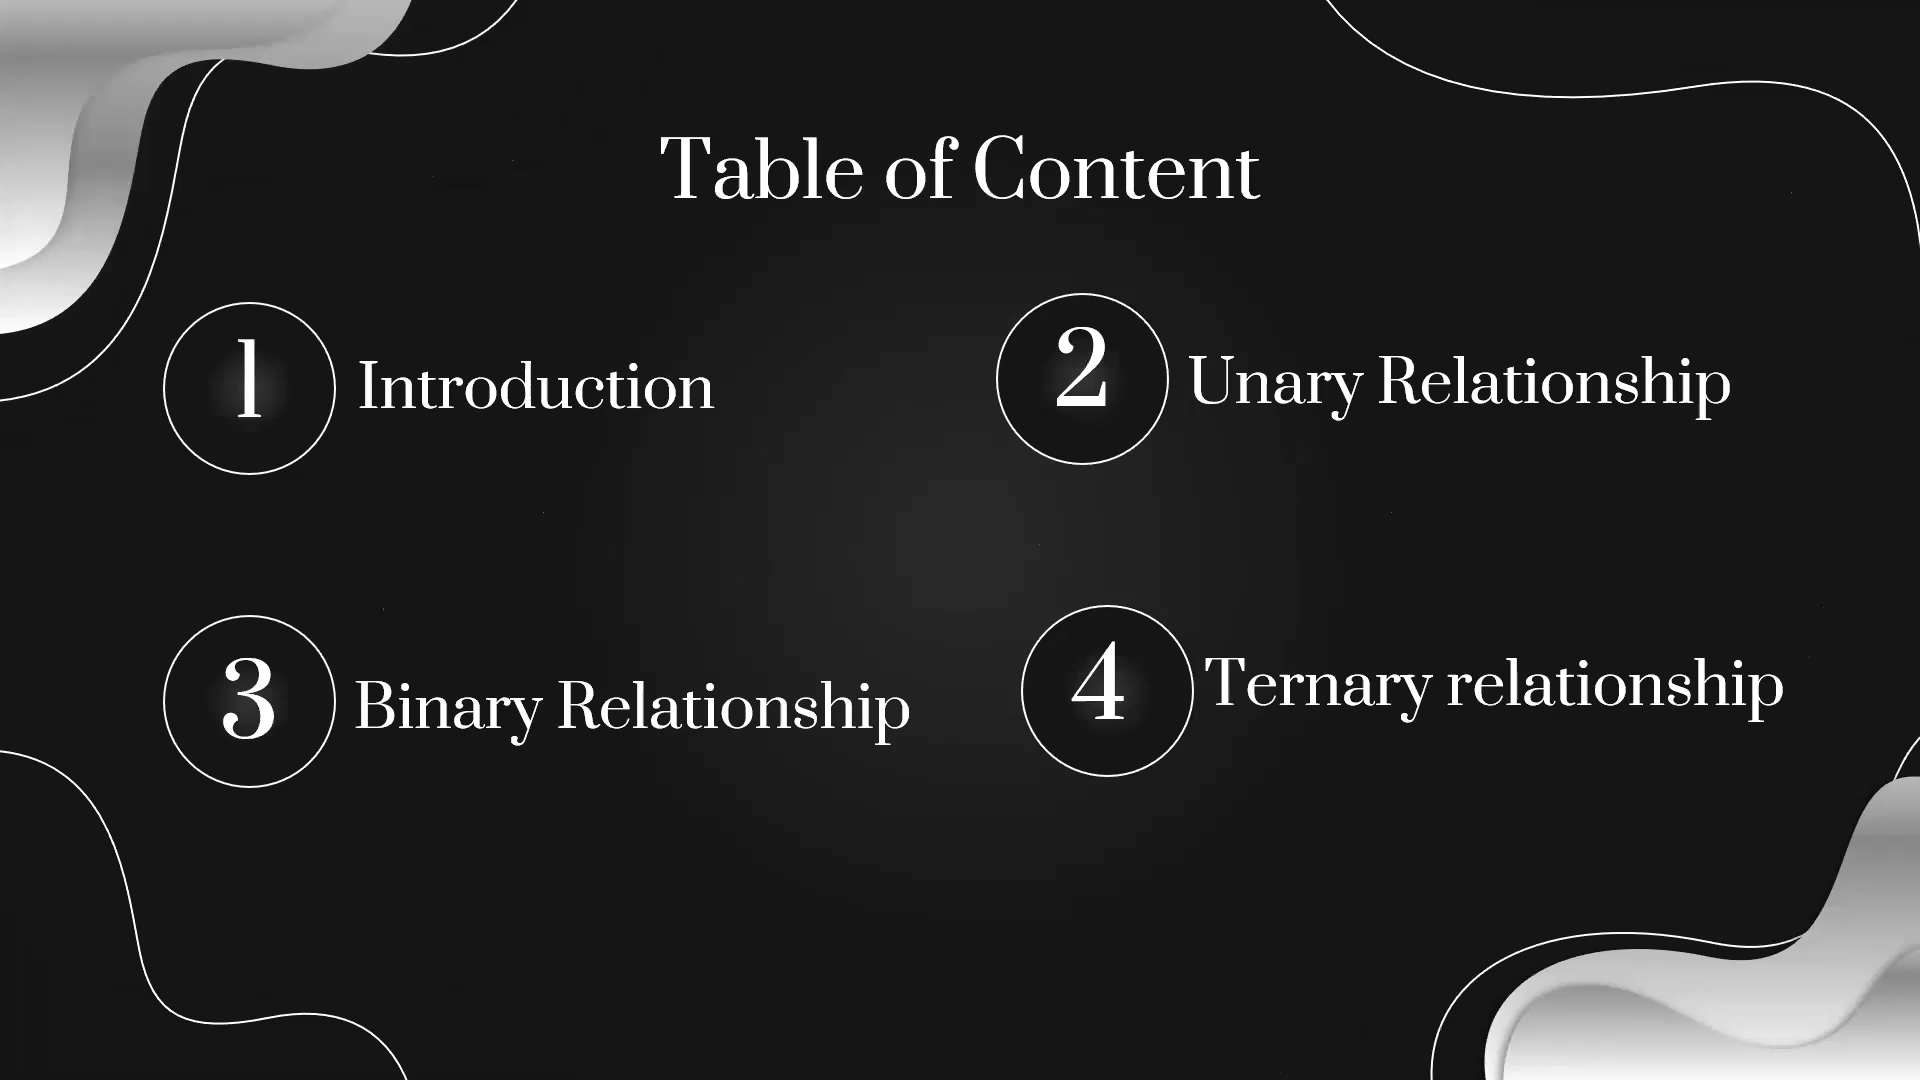 Table of Content
1 Introduction
2 Unary Relationship
3 Binary Relationship
4 Ternary relationship